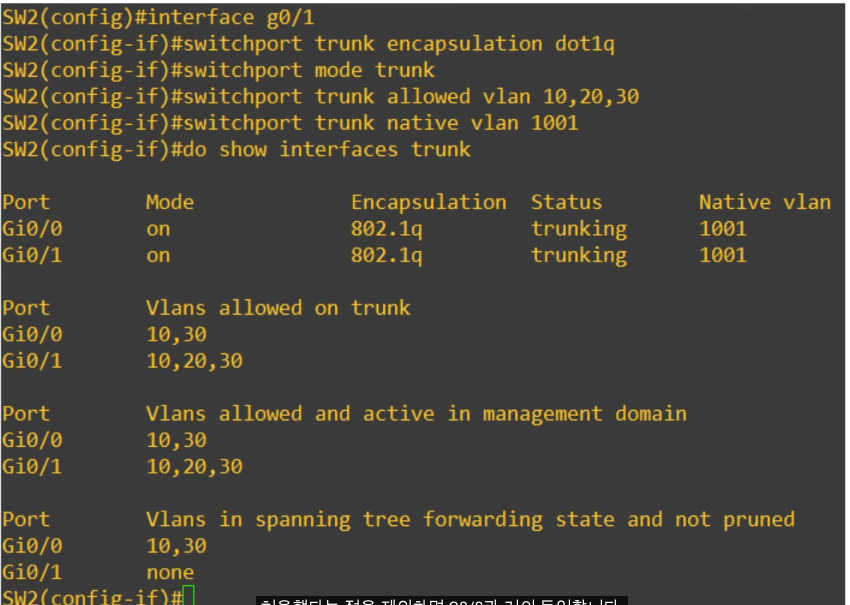 SW2(config)#interface g0/1
SW2(config-if)#switchport trunk encapsulation dot1q
SW2(config-if)#switchport mode trunk
SW2(config-if)#switchport trunk allowed vlan 10,20,30
SW2(config-if)#switchport trunk native vlan 1001
SW2(config-if)#do show interfaces trunk
Port Mode Encapsulation Status Native vlan
Gi0/0 on 802.1q trunking 1001
Gi0/1 on 802.1q trunking 1001
Port Vlans allowed on trunk
Gi0/0 10,30
Gi0/1 10,20,30
Port Vlans allowed and active in management domain
Gi0/0 10,30
Gi0/1 10,20,30
Port Vlans in spanning tree forwarding state and not pruned
Gi0/0 10,30
Gi0/1 none
SW2(config-if)#